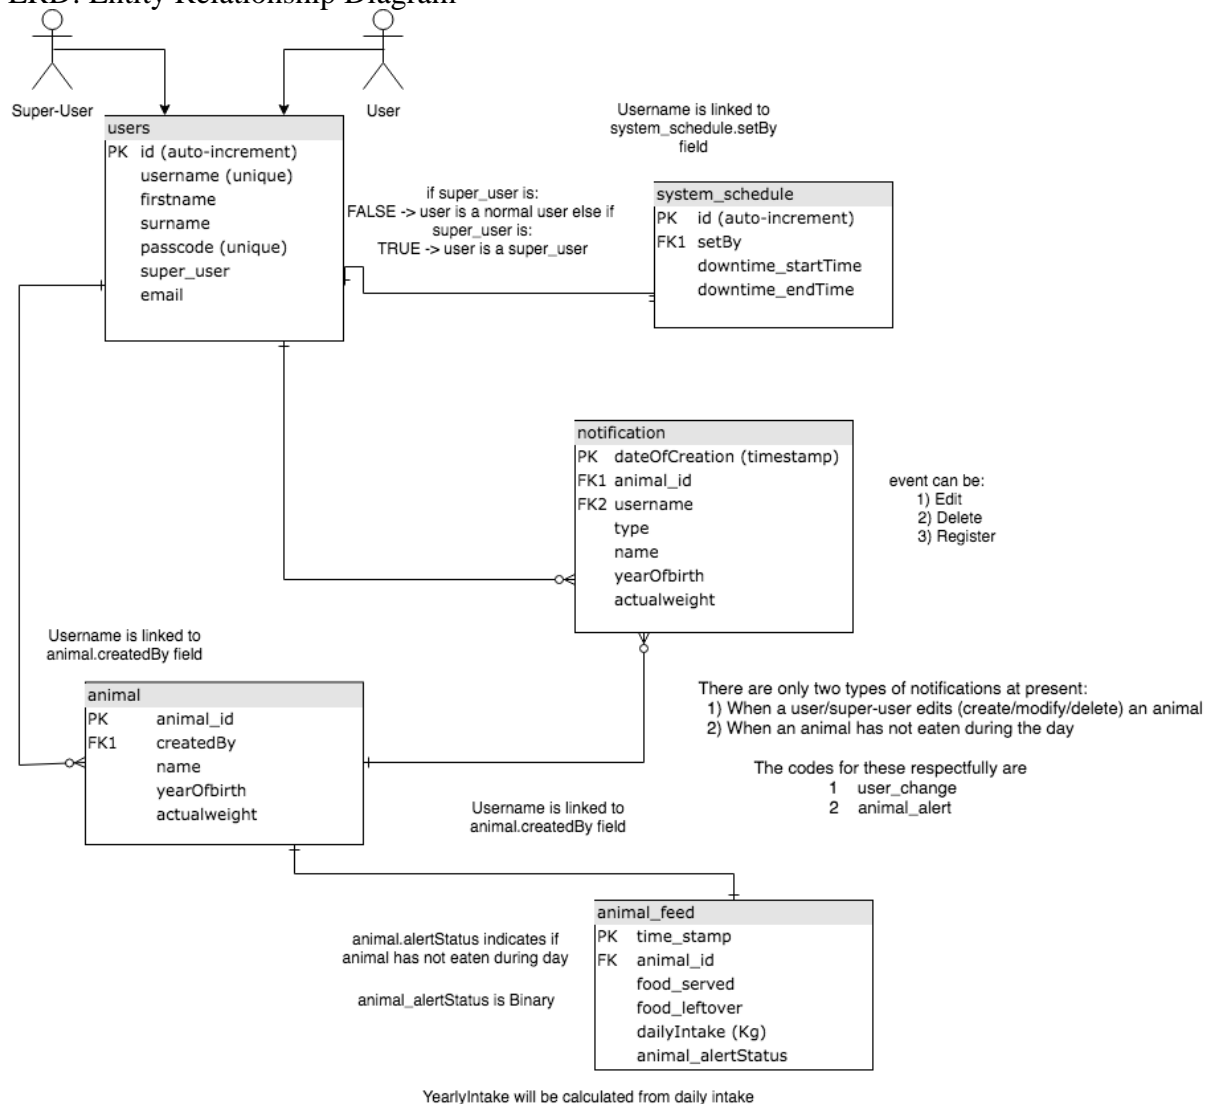 ERD: Entity Relationship Diagram
Super-User
User
users
PK id (auto-increment)
username (unique)
firstname
surname
passcode (unique)
super_user
email
if super_user is:
FALSE -> user is a normal user else if
super_user is:
TRUE -> user is a super_user
Username is linked to
system_schedule.setBy
field
system_schedule
PK id (auto-increment)
FK1 setBy
downtime_startTime
downtime_endTime
notification
PK dateOfCreation (timestamp)
FK1 animal_id
FK2 username
type
name
yearOfbirth
actualweight
event can be:
1) Edit
2) Delete
3) Register
Username is linked to
animal.createdBy field
animal
PK animal_id
FK1 createdBy
name
yearOfbirth
actualweight
There are only two types of notifications at present:
1) When a user/super-user edits (create/modify/delete) an animal
2) When an animal has not eaten during the day
The codes for these respectfully are
1 user_change
2 animal_alert
Username is linked to
animal.createdBy field
animal.alertStatus indicates if
animal has not eaten during day
animal_alertStatus is Binary
animal_feed
PK time_stamp
FK animal_id
food_served
food_leftover
dailyIntake (Kg)
animal_alertStatus
YearlyIntake will be calculated from daily intake